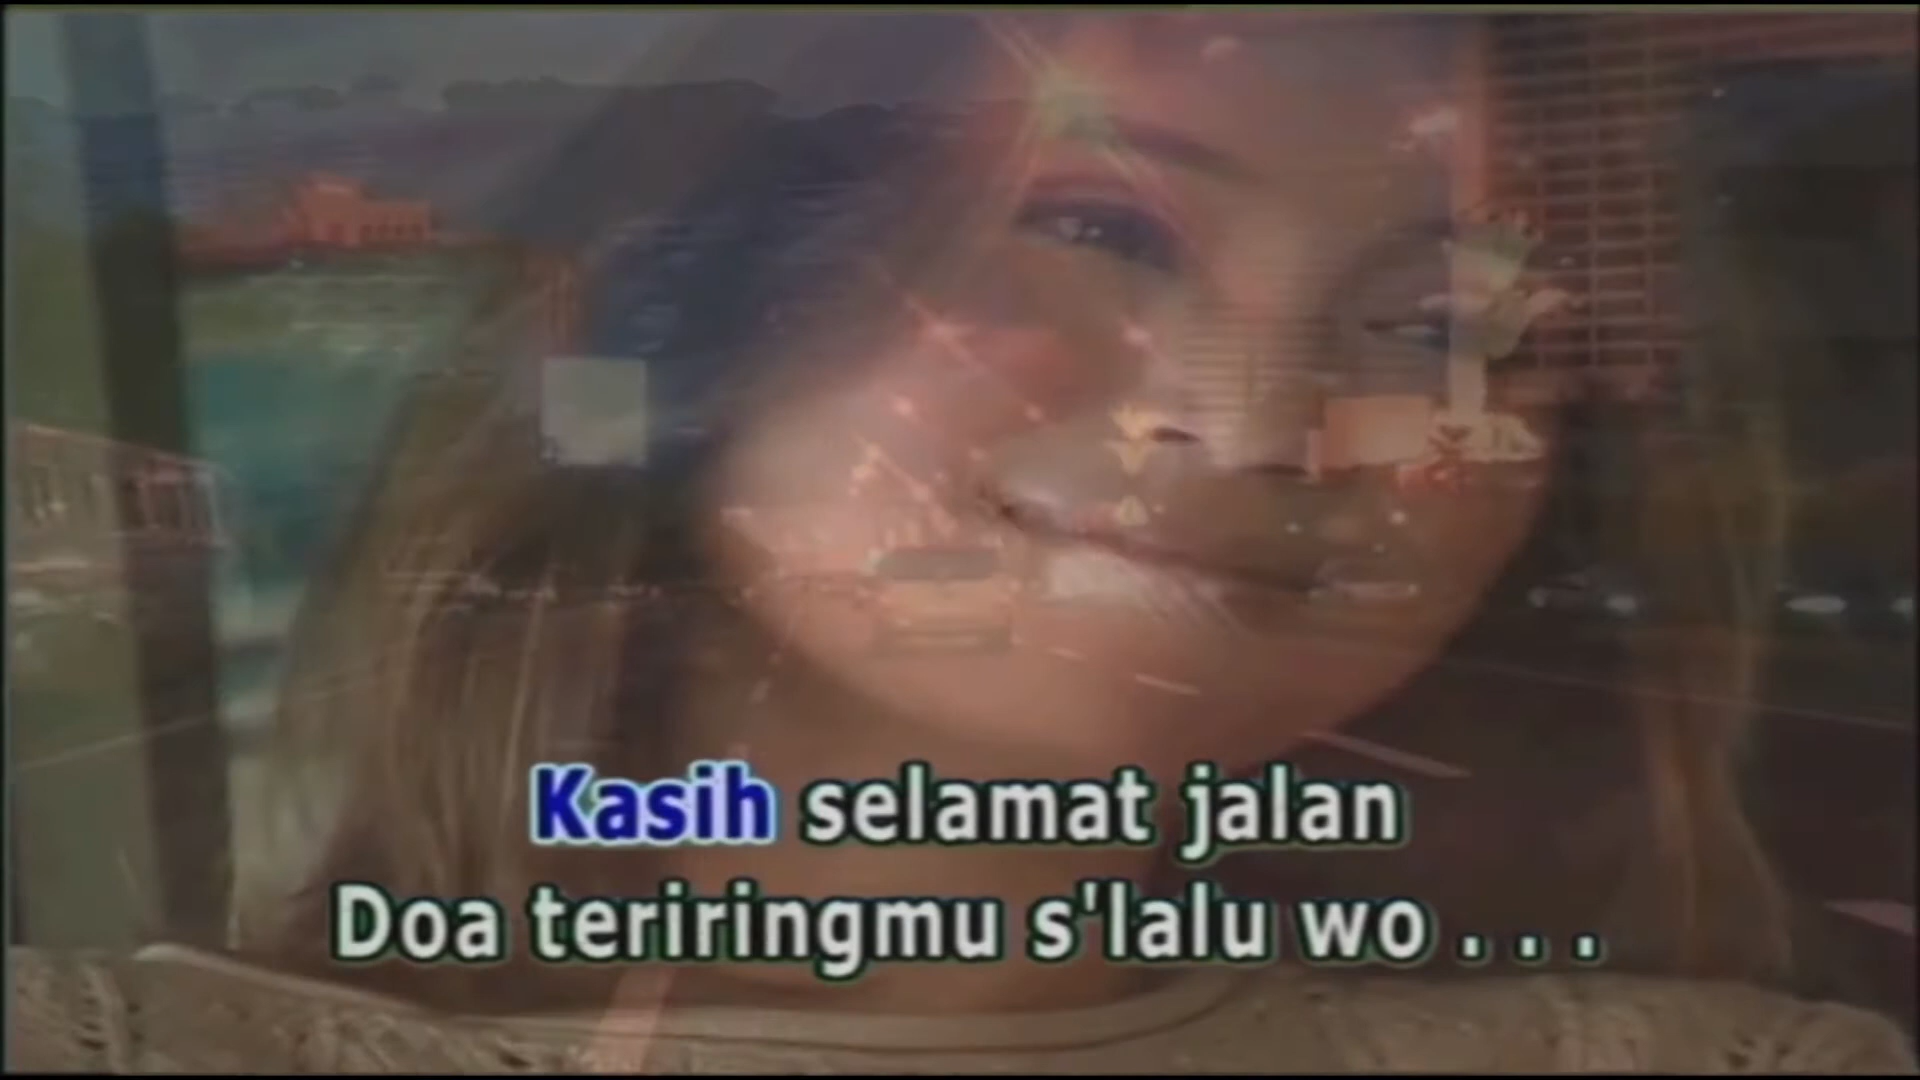 Kasih selamat jalan
Doa teriringmu s'lalu wo . . .